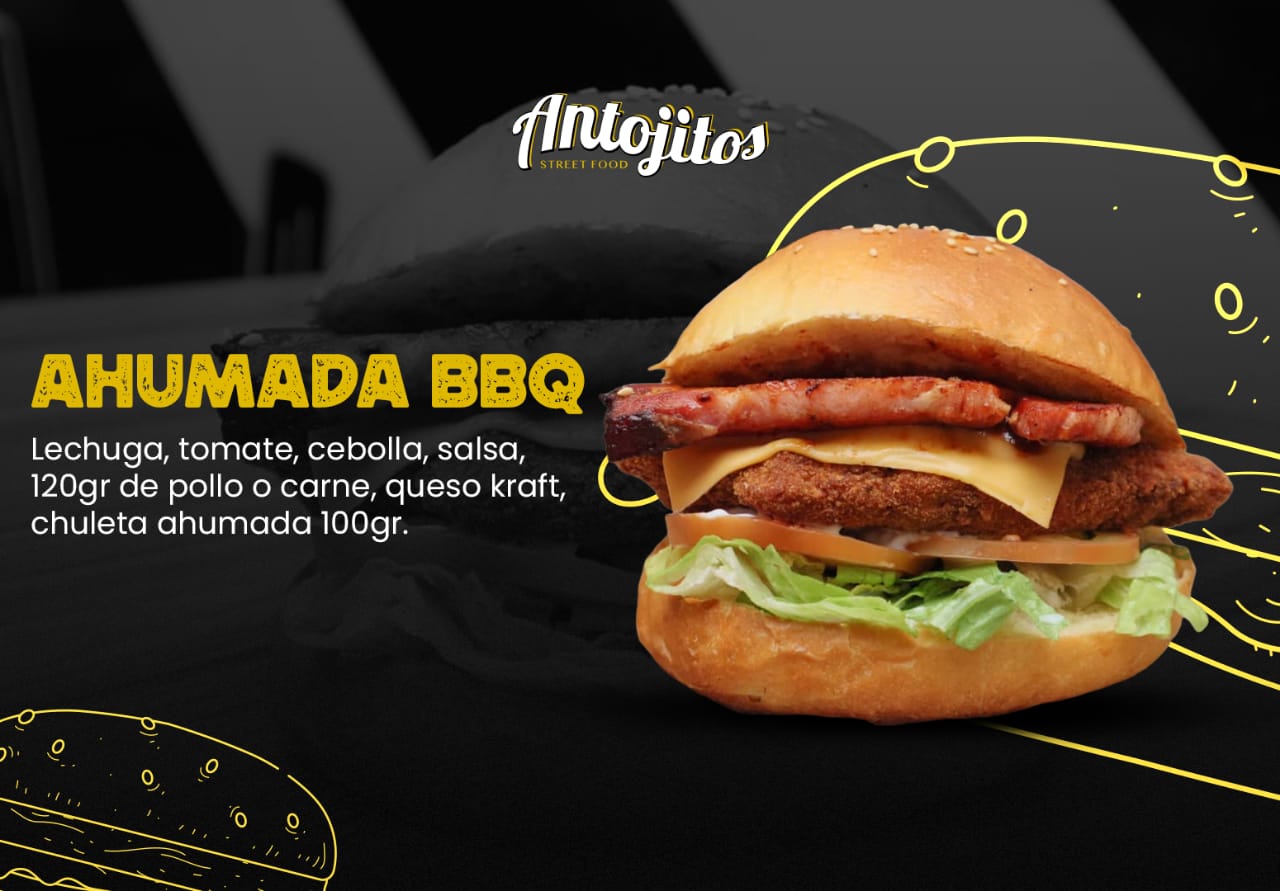 Antojitos
STREET FOOD
AHUMADA BBQ
Lechuga, tomate, cebolla, salsa,
120gr de pollo o carne, queso kraft,
chuleta ahumada 100gr.